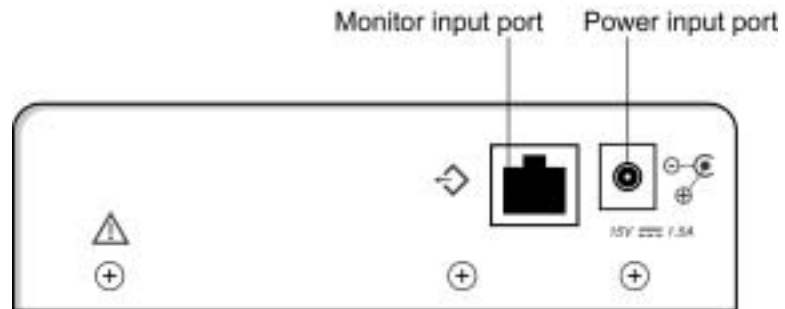 Monitor input port Power input port
15V ⎓ 1.5A